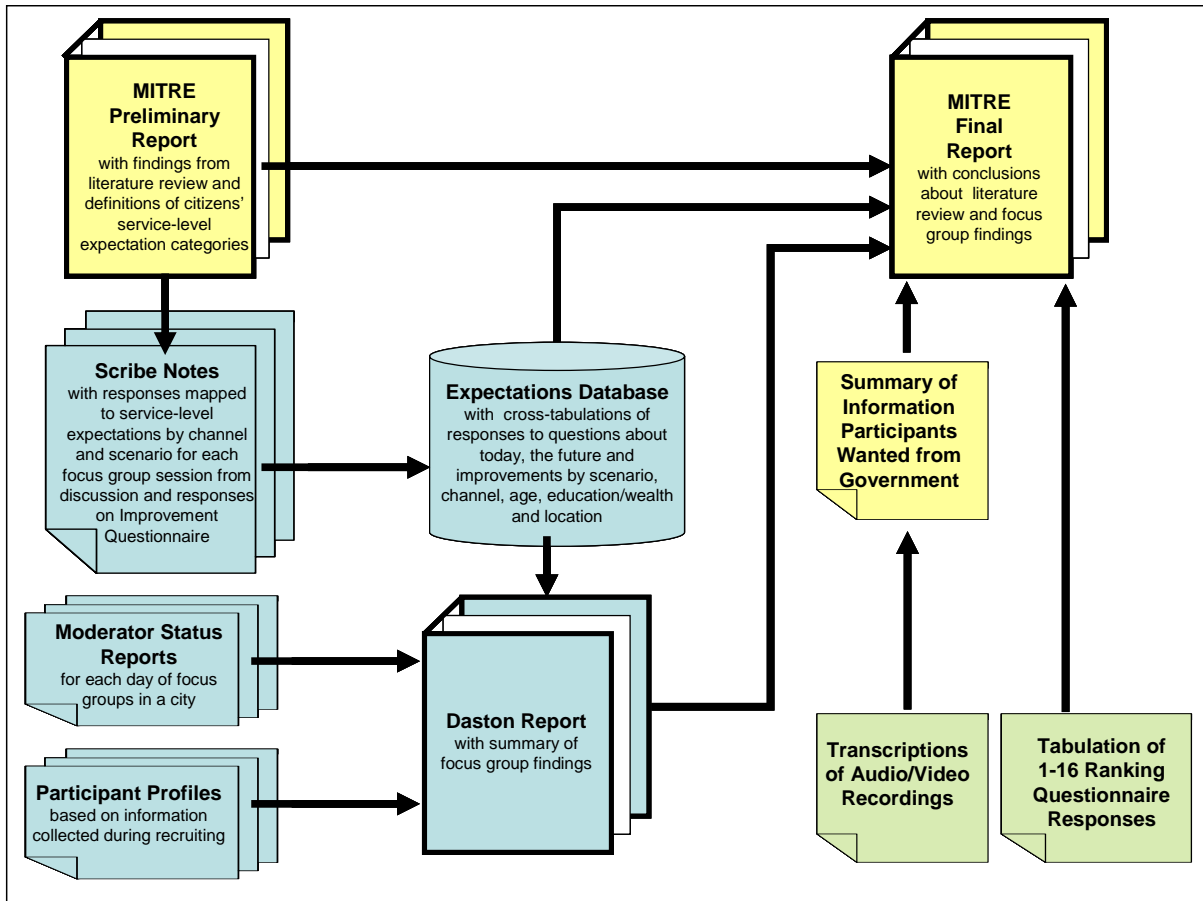 MITRE
Preliminary
Report
with findings from
literature review and
definitions of citizens’
service-level
expectation categories
MITRE
Final
Report
with conclusions
about literature
review and focus
group findings
Scribe Notes
with responses mapped
to service-level
expectations by channel
and scenario for each
focus group session from
discussion and responses
on Improvement
Questionnaire
Expectations Database
with cross-tabulations of
responses to questions about
today, the future and
improvements by scenario,
channel, age, education/wealth
and location
Summary of
Information
Participants
Wanted from
Government
Moderator Status
Reports
for each day of focus
groups in a city
Daston Report
with summary of
focus group findings
Participant Profiles
based on information
collected during recruiting
Transcriptions
of Audio/Video
Recordings
Tabulation of
1-16 Ranking
Questionnaire
Responses